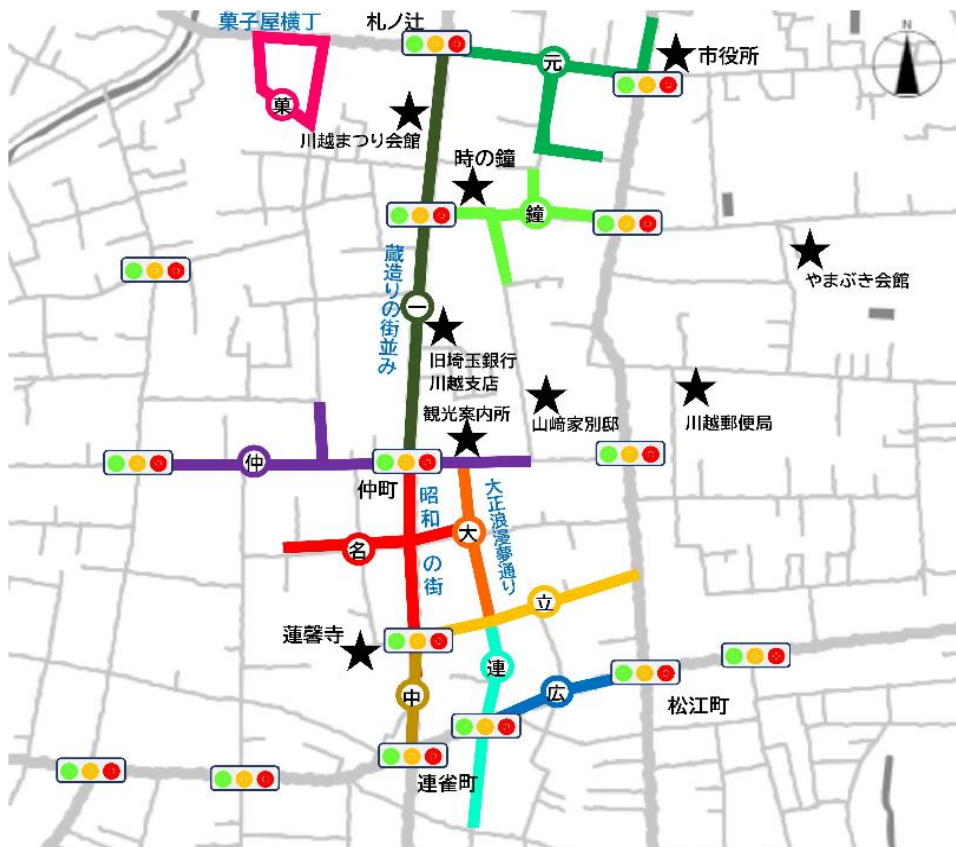 菓子屋横丁
札ノ辻
N
元
市役所
菓
川越まつり会館
時の鐘
鐘
やまぶき会館
蔵造りの街並み
一
旧埼玉銀行
川越支店
観光案内所
山﨑家別邸
川越郵便局
仲
仲町
昭和の街
大正浪漫夢通り
名
大
立
蓮馨寺
連
中
広
松江町
連雀町